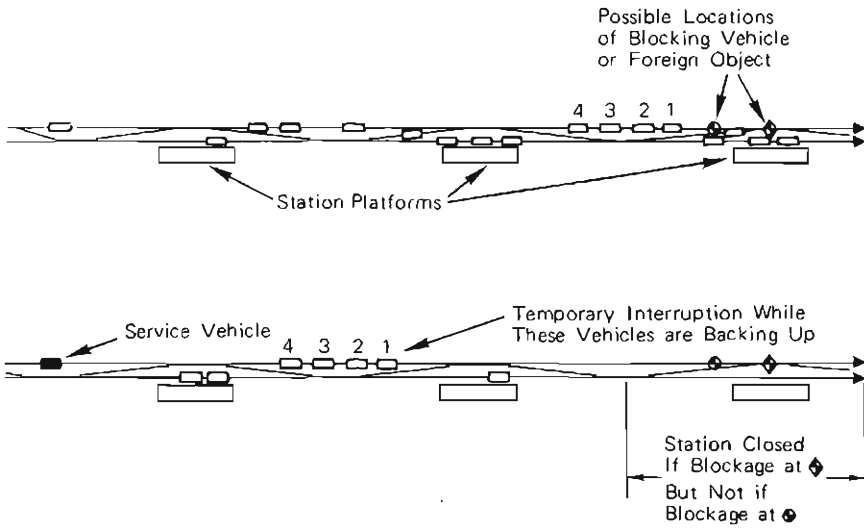 Possible Locations
of Blocking Vehicle
or Foreign Object
4 3 2 1
Station Platforms
Service Vehicle
4 3 2 1
Temporary Interruption While
These Vehicles are Backing Up
Station Closed
If Blockage at
But Not if
Blockage at